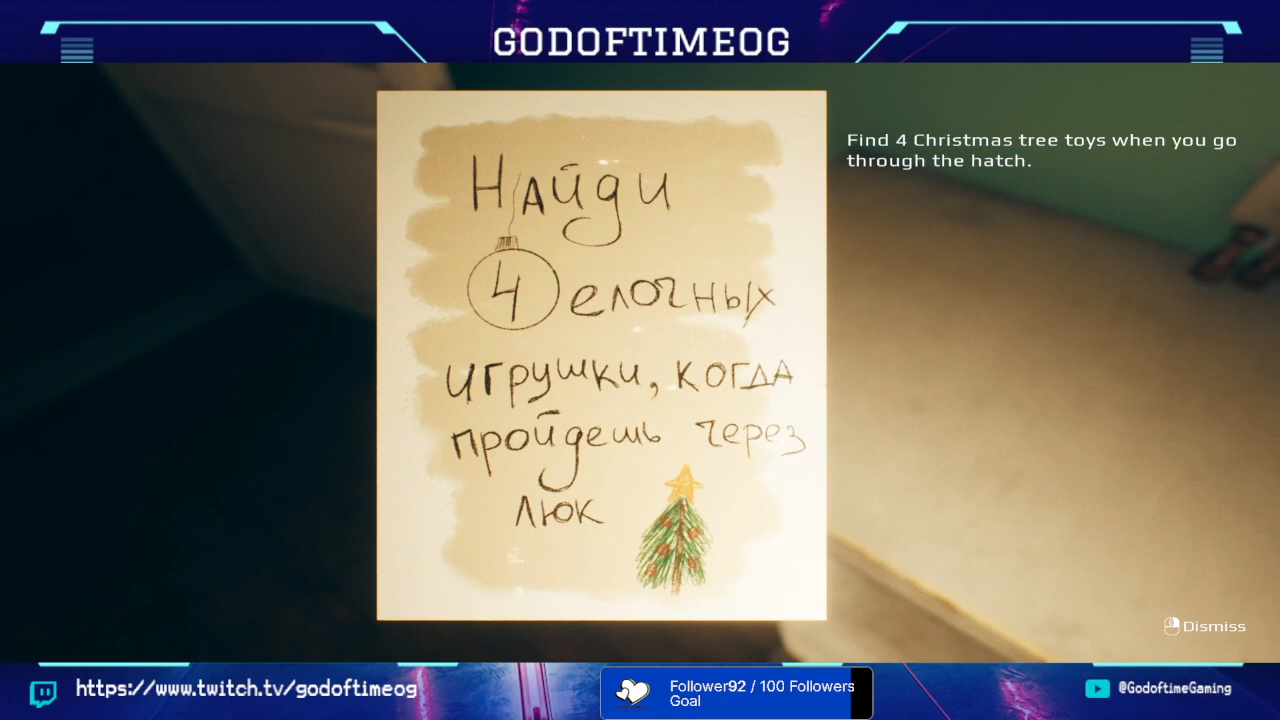 GODOFTIMEOG
Найди
4 елочных
игрушки, когда
пройдешь через
люк
Find 4 Christmas tree toys when you go
through the hatch.
Dismiss
https://www.twitch.tv/godoftimeog
Follower92 / 100 Followers
Goal
@GodoftimeGaming